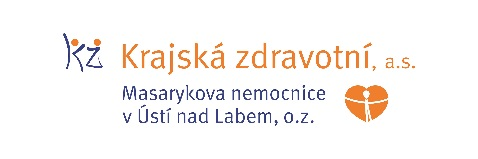 kz Krajská zdravotní, a.s.
Masarykova nemocnice
v Ústí nad Labem, o.z.